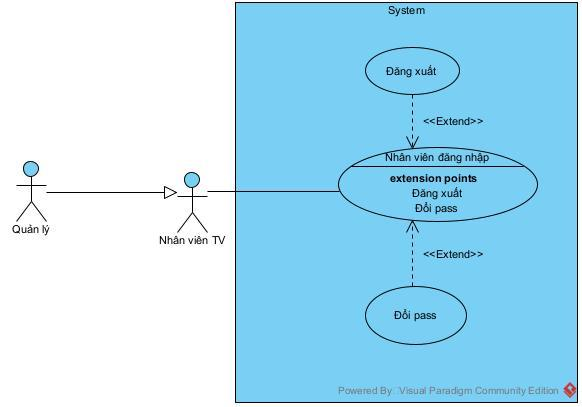 System
Đăng xuất
<<Extend>>
Nhân viên đăng nhập
extension points
Đăng xuất
Đổi pass
Quản lý
Nhân viên TV
<<Extend>>
Đổi pass
Powered By Visual Paradigm Community Edition